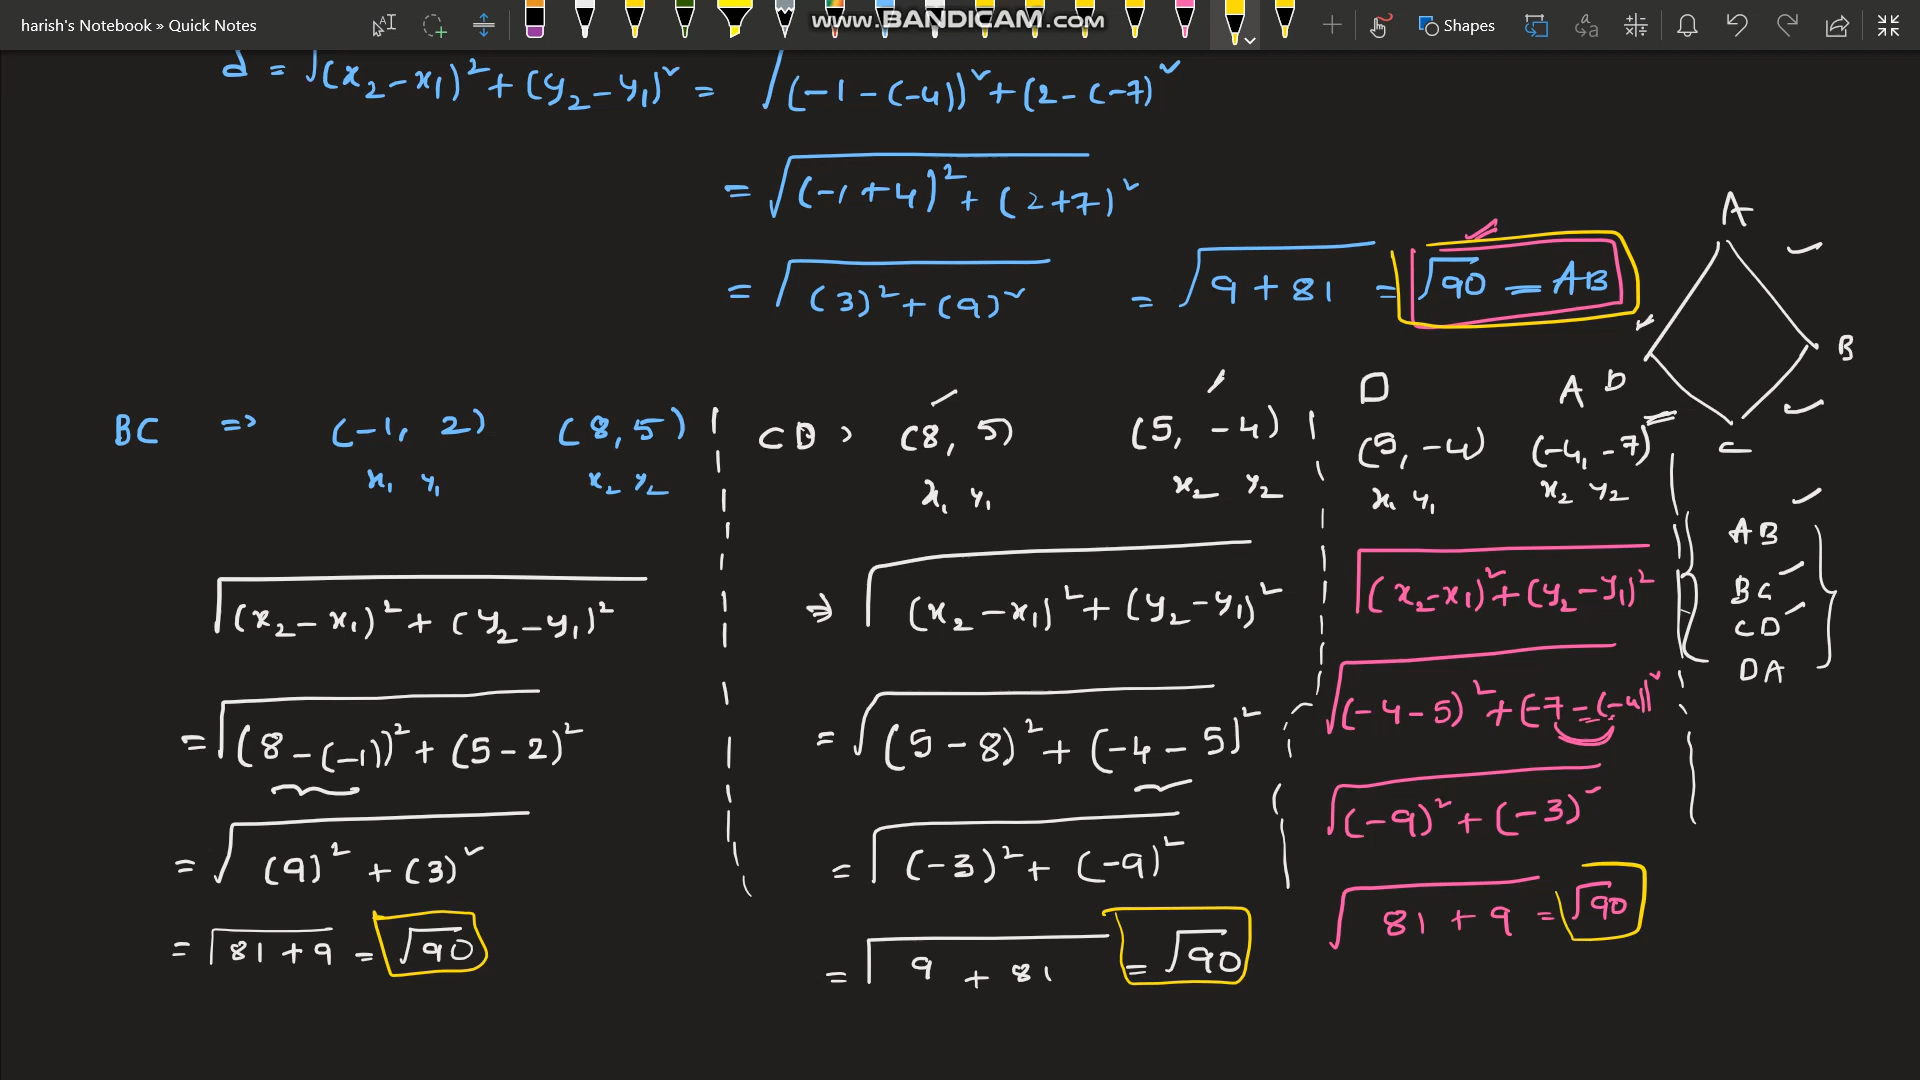 harish's Notebook » Quick Notes
www.BANDICAM.com
Shapes
d = √(x₂-x₁)² + (y₂-y₁)² = √(-1-(-4))² + (2-(-7)²
= √(-1+4)² + (2+7)²
= √(3)² + (9)² = √9+81 = √90 = AB
A
B
D
C
BC => (-1, 2) (8, 5)
x₁ y₁ x₂ y₂
√(x₂-x₁)² + (y₂-y₁)²
= √(8-(-1))² + (5-2)²
= √(9)² + (3)²
= √81+9 = √90
CD > (8, 5) (5, -4)
x₁ y₁ x₂ y₂
⇒ √(x₂-x₁)² + (y₂-y₁)²
= √(5-8)² + (-4-5)²
= √(-3)² + (-9)²
= √9 + 81 = √90
D A
(5, -4) (-4, -7)
x₁ y₁ x₂ y₂
√(x₂-x₁)² + (y₂-y₁)²
√(-4-5)² + (-7-(-4))²
√(-9)² + (-3)²
√81 + 9 = √90
AB
BC
CD
DA